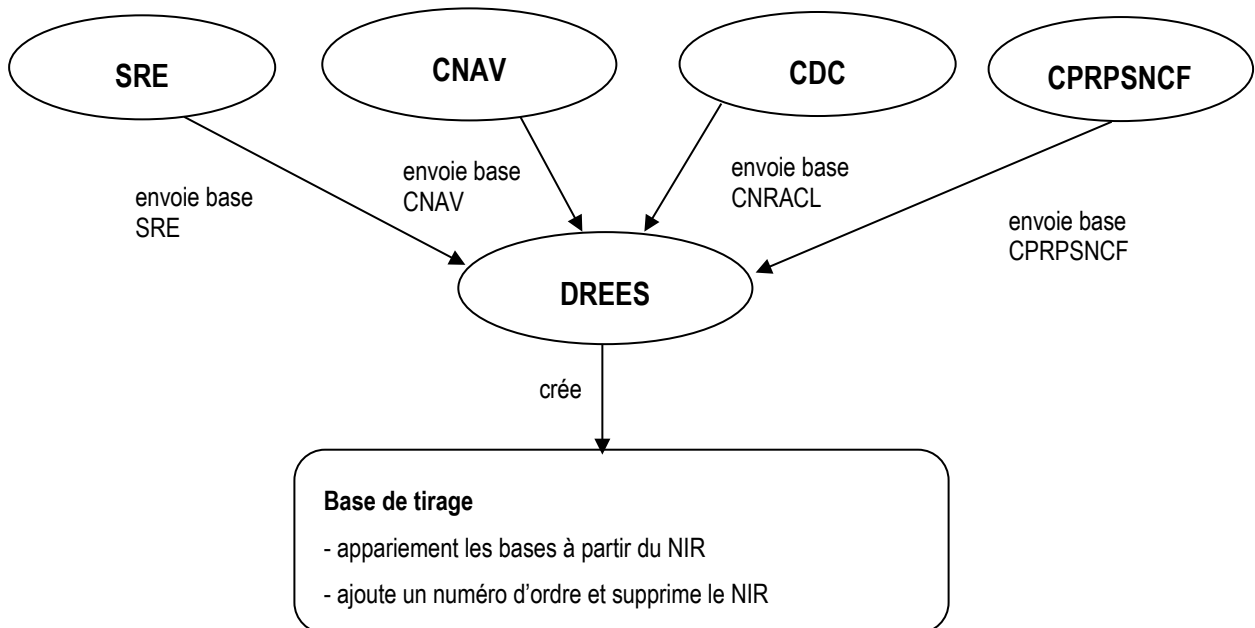 SRE
CNAV
CDC
CPRPSNCF
envoie base
SRE
envoie base
CNAV
envoie base
CNRACL
envoie base
CPRPSNCF
DREES
crée
Base de tirage
- appariement les bases à partir du NIR
- ajoute un numéro d’ordre et supprime le NIR